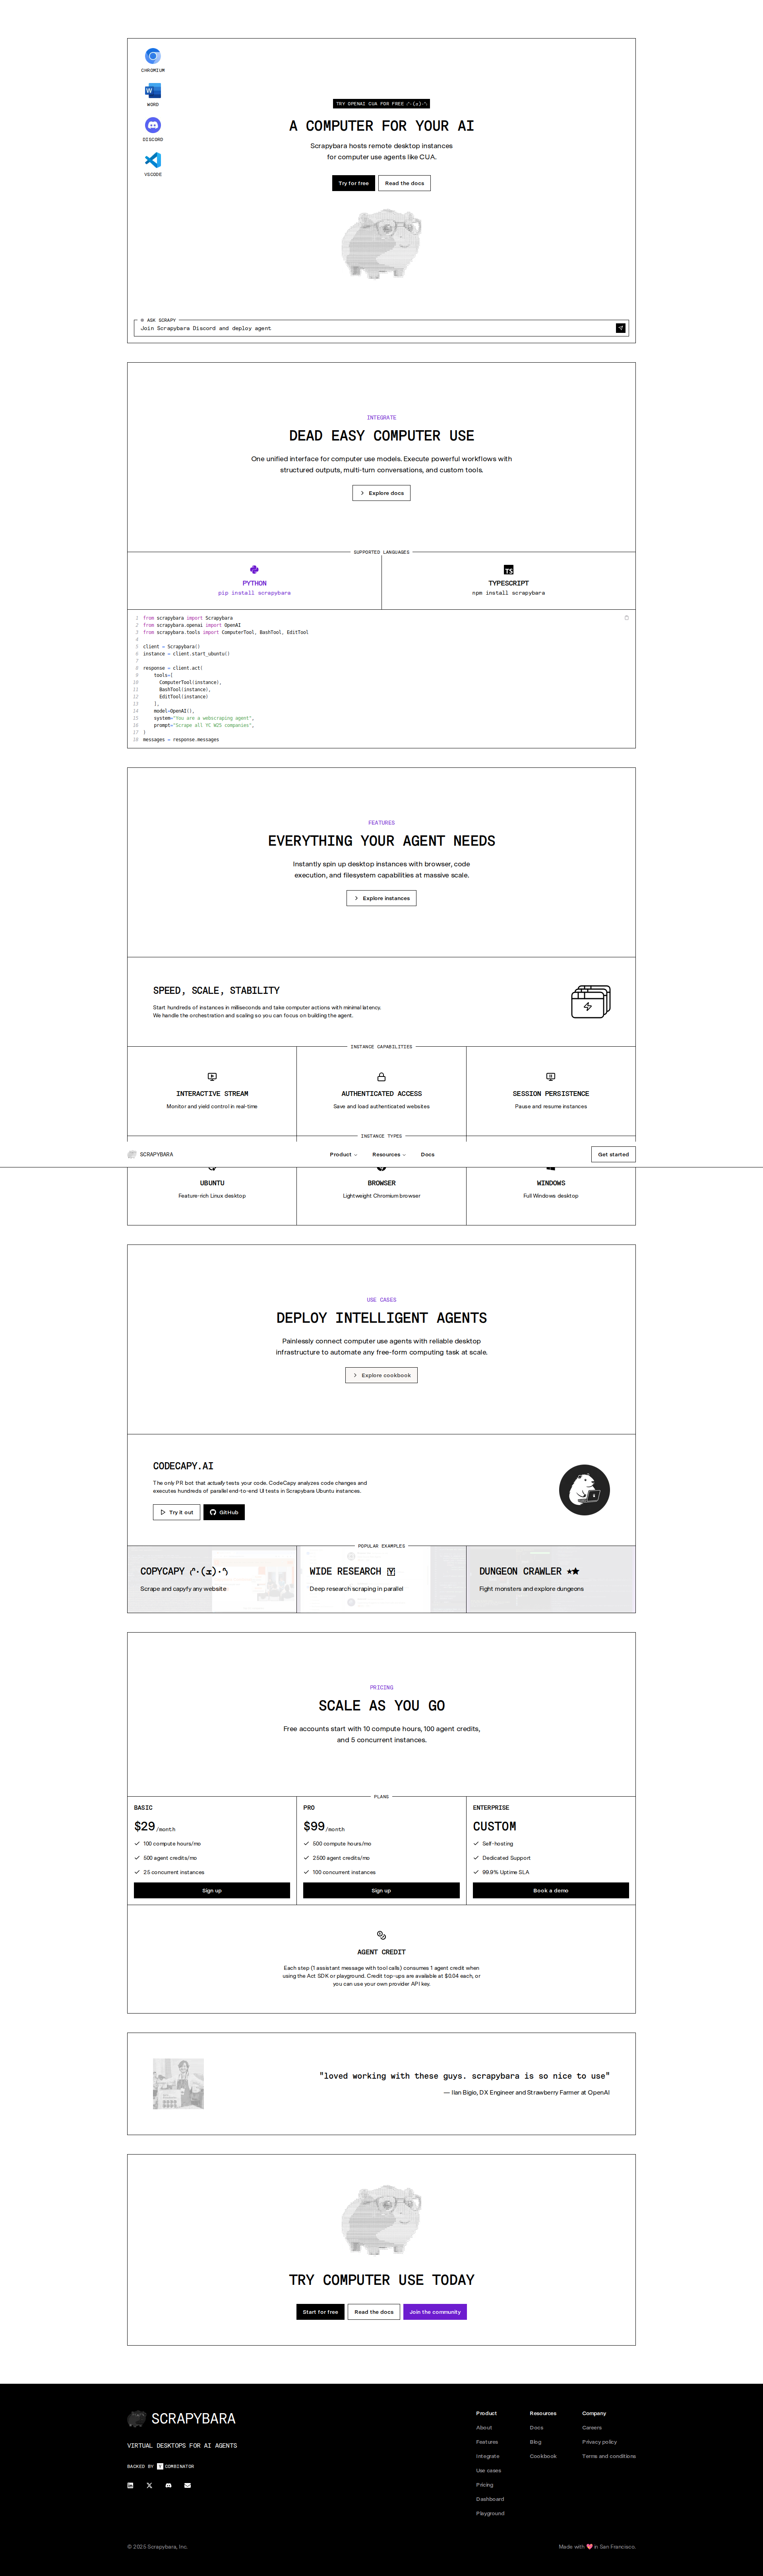 CHROMIUM
WORD
DISCORD
VSCODE
TRY OPENAI CUA FOR FREE
A COMPUTER FOR YOUR AI
Scrapybara hosts remote desktop instances
for computer use agents like CUA.
Try for free
Read the docs
ASK SCRAPY
Join Scrapybara Discord and deploy agent
INTEGRATE
DEAD EASY COMPUTER USE
One unified interface for computer use models. Execute powerful workflows with
structured outputs, multi-turn conversations, and custom tools.
Explore docs
SUPPORTED LANGUAGES
PYTHON
pip install scrapybara
TS
TYPESCRIPT
npm install scrapybara
1 from scrapybara import Scrapybara
2 from scrapybara.openai import OpenAI
3 from scrapybara.tools import ComputerTool, BashTool, EditTool
4
5 client = Scrapybara()
6 instance = client.start_ubuntu()
7
8 response = client.act(
9 tools=[
10 ComputerTool(instance),
11 BashTool(instance),
12 EditTool(instance)
13 ],
14 model=OpenAI(),
15 system="You are a webscraping agent",
16 prompt="Scrape all YC W25 companies",
17 )
18 messages = response.messages
FEATURES
EVERYTHING YOUR AGENT NEEDS
Instantly spin up desktop instances with browser, code
execution, and filesystem capabilities at massive scale.
Explore instances
SPEED, SCALE, STABILITY
Start hundreds of instances in milliseconds and take computer actions with minimal latency.
We handle the orchestration and scaling so you can focus on building the agent.
INSTANCE CAPABILITIES
INTERACTIVE STREAM
Monitor and yield control in real-time
AUTHENTICATED ACCESS
Save and load authenticated websites
SESSION PERSISTENCE
Pause and resume instances
INSTANCE TYPES
SCRAPYBARA
Product
Resources
Docs
Get started
UBUNTU
Feature-rich Linux desktop
BROWSER
Lightweight Chromium browser
WINDOWS
Full Windows desktop
USE CASES
DEPLOY INTELLIGENT AGENTS
Painlessly connect computer use agents with reliable desktop
infrastructure to automate any free-form computing task at scale.
Explore cookbook
CODECAPY.AI
The only PR bot that actually tests your code. CodeCapy analyzes code changes and
executes hundreds of parallel end-to-end UI tests in Scrapybara Ubuntu instances.
Try it out
GitHub
POPULAR EXAMPLES
COPYCAPY
Scrape and capyfy any website
WIDE RESEARCH
Deep research scraping in parallel
DUNGEON CRAWLER ★★
Fight monsters and explore dungeons
PRICING
SCALE AS YOU GO
Free accounts start with 10 compute hours, 100 agent credits,
and 5 concurrent instances.
PLANS
BASIC
$29 /month
100 compute hours/mo
500 agent credits/mo
25 concurrent instances
Sign up
PRO
$99 /month
500 compute hours/mo
2500 agent credits/mo
100 concurrent instances
Sign up
ENTERPRISE
CUSTOM
Self-hosting
Dedicated Support
99.9% Uptime SLA
Book a demo
AGENT CREDIT
Each step (1 assistant message with tool calls) consumes 1 agent credit when
using the Act SDK or playground. Credit top-ups are available at $0.04 each, or
you can use your own provider API key.
"loved working with these guys. scrapybara is so nice to use"
— Ilan Bigio, DX Engineer and Strawberry Farmer at OpenAI
TRY COMPUTER USE TODAY
Start for free
Read the docs
Join the community
SCRAPYBARA
VIRTUAL DESKTOPS FOR AI AGENTS
BACKED BY Y COMBINATOR
Product
About
Features
Integrate
Use cases
Pricing
Dashboard
Playground
Resources
Docs
Blog
Cookbook
Company
Careers
Privacy policy
Terms and conditions
© 2025 Scrapybara, Inc.
Made with ❤️ in San Francisco.